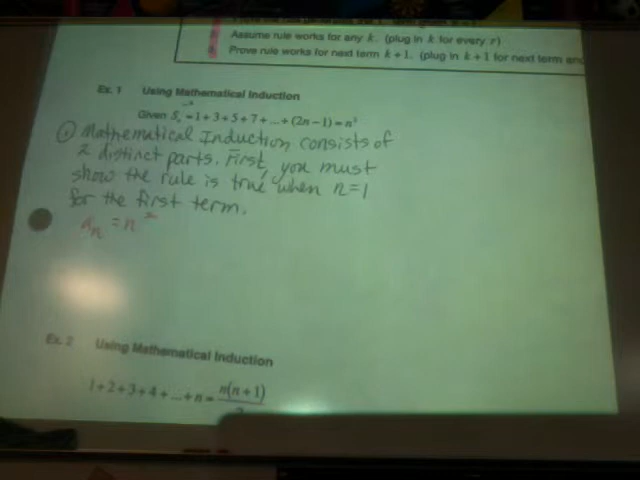 2. Assume rule works for any k. (plug in k for every r)
3. Prove rule works for next term k+1. (plug in k+1 for next term and
Ex. 1 Using Mathematical Induction
Given Sₙ = 1+3+5+7+...+(2n−1)=n²
① Mathematical Induction consists of
2 distinct parts. First, you must
show the rule is true when n=1
for the first term.
aₙ = n²
Ex. 2 Using Mathematical Induction
1+2+3+4+...+n= n(n+1)